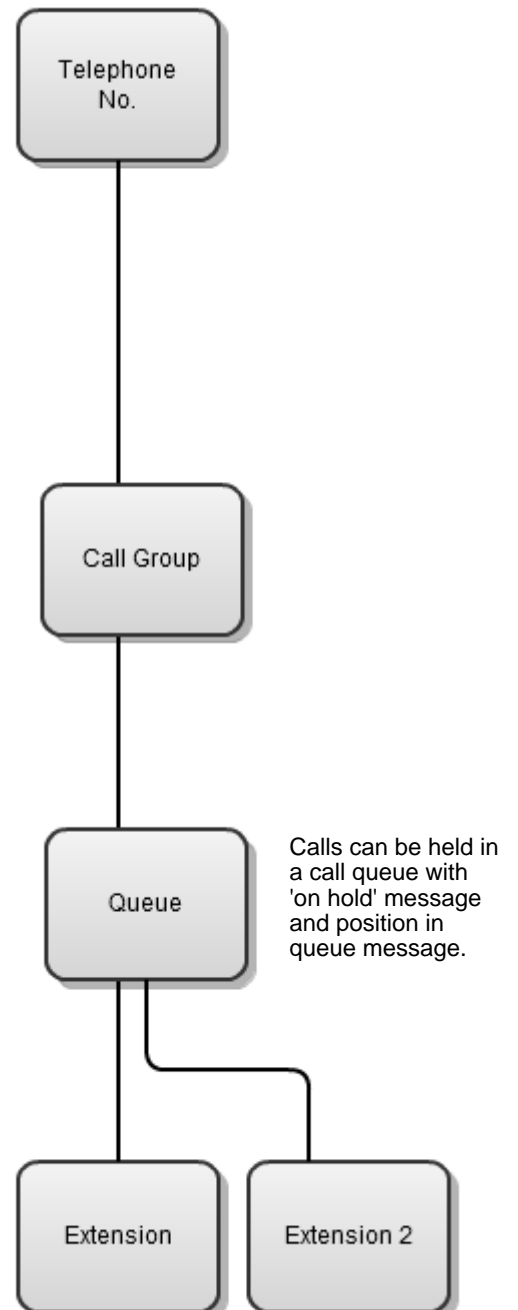 Telephone
No.
Call Group
Queue
Calls can be held in
a call queue with
'on hold' message
and position in
queue message.
Extension
Extension 2